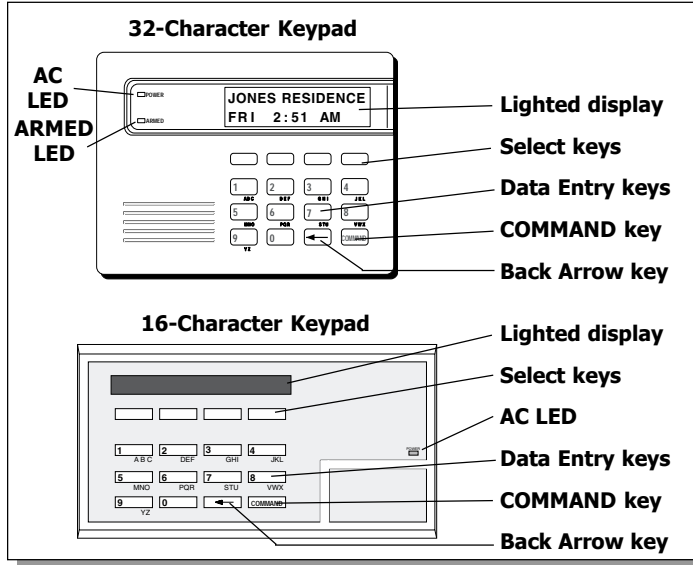 32-Character Keypad
AC
LED
ARMED
LED
POWER
ARMED
JONES RESIDENCE
FRI 2:51 AM
Lighted display
Select keys
Data Entry keys
COMMAND key
Back Arrow key
1 2 3 4
ABC DEF GHI JKL
5 6 7 8
MNO PQR STU VWX
9 0 COMMAND
YZ
16-Character Keypad
Lighted display
Select keys
AC LED
Data Entry keys
COMMAND key
Back Arrow key
POWER
1 2 3 4
ABC DEF GHI JKL
5 6 7 8
MNO PQR STU VWX
9 0 COMMAND
YZ